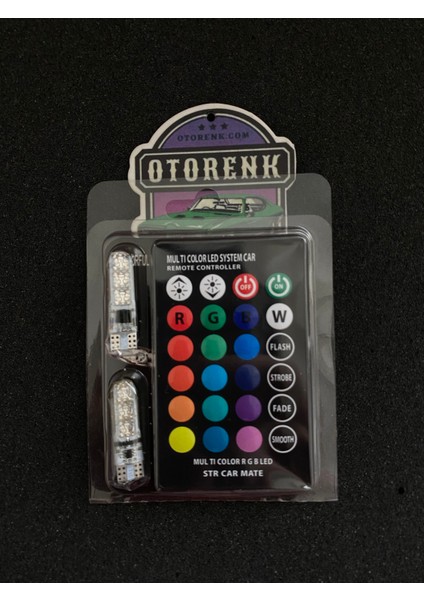 OTORENK.COM
OTORENK
MULTI COLOR LED SYSTEM CAR
REMOTE CONTROLLER
OFF
ON
R
G
B
W
FLASH
STROBE
FADE
SMOOTH
MULTI COLOR R G B LED
STR CAR MATE